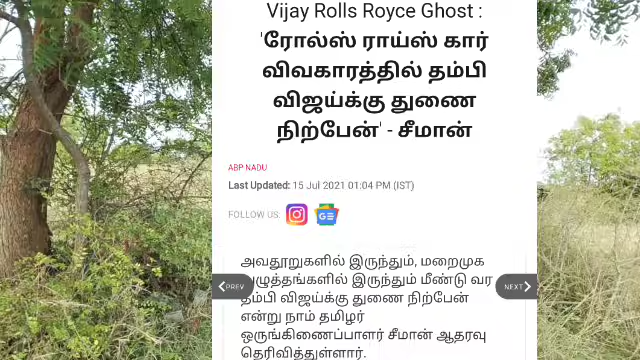 Vijay Rolls Royce Ghost :
'ரோல்ஸ் ராய்ஸ் கார்
விவகாரத்தில் தம்பி
விஜய்க்கு துணை
நிற்பேன்' - சீமான்
ABP NADU
Last Updated: 15 Jul 2021 01:04 PM (IST)
FOLLOW US:
அவதூறுகளில் இருந்தும், மறைமுக
அழுத்தங்களில் இருந்தும் மீண்டு வர
PREV
NEXT
தம்பி விஜய்க்கு துணை நிற்பேன்
என்று நாம் தமிழர்
ஒருங்கிணைப்பாளர் சீமான் ஆதரவு
தெரிவித்துள்ளார்.